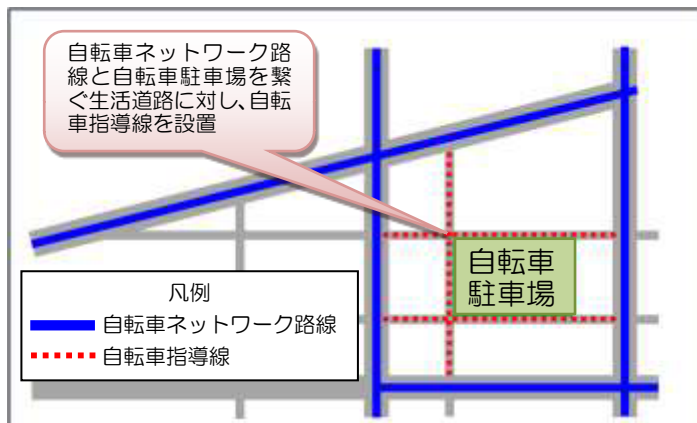 自転車ネットワーク路
線と自転車駐車場を繋
ぐ生活道路に対し、自転
車指導線を設置
自転車
駐車場
凡例
自転車ネットワーク路線
自転車指導線